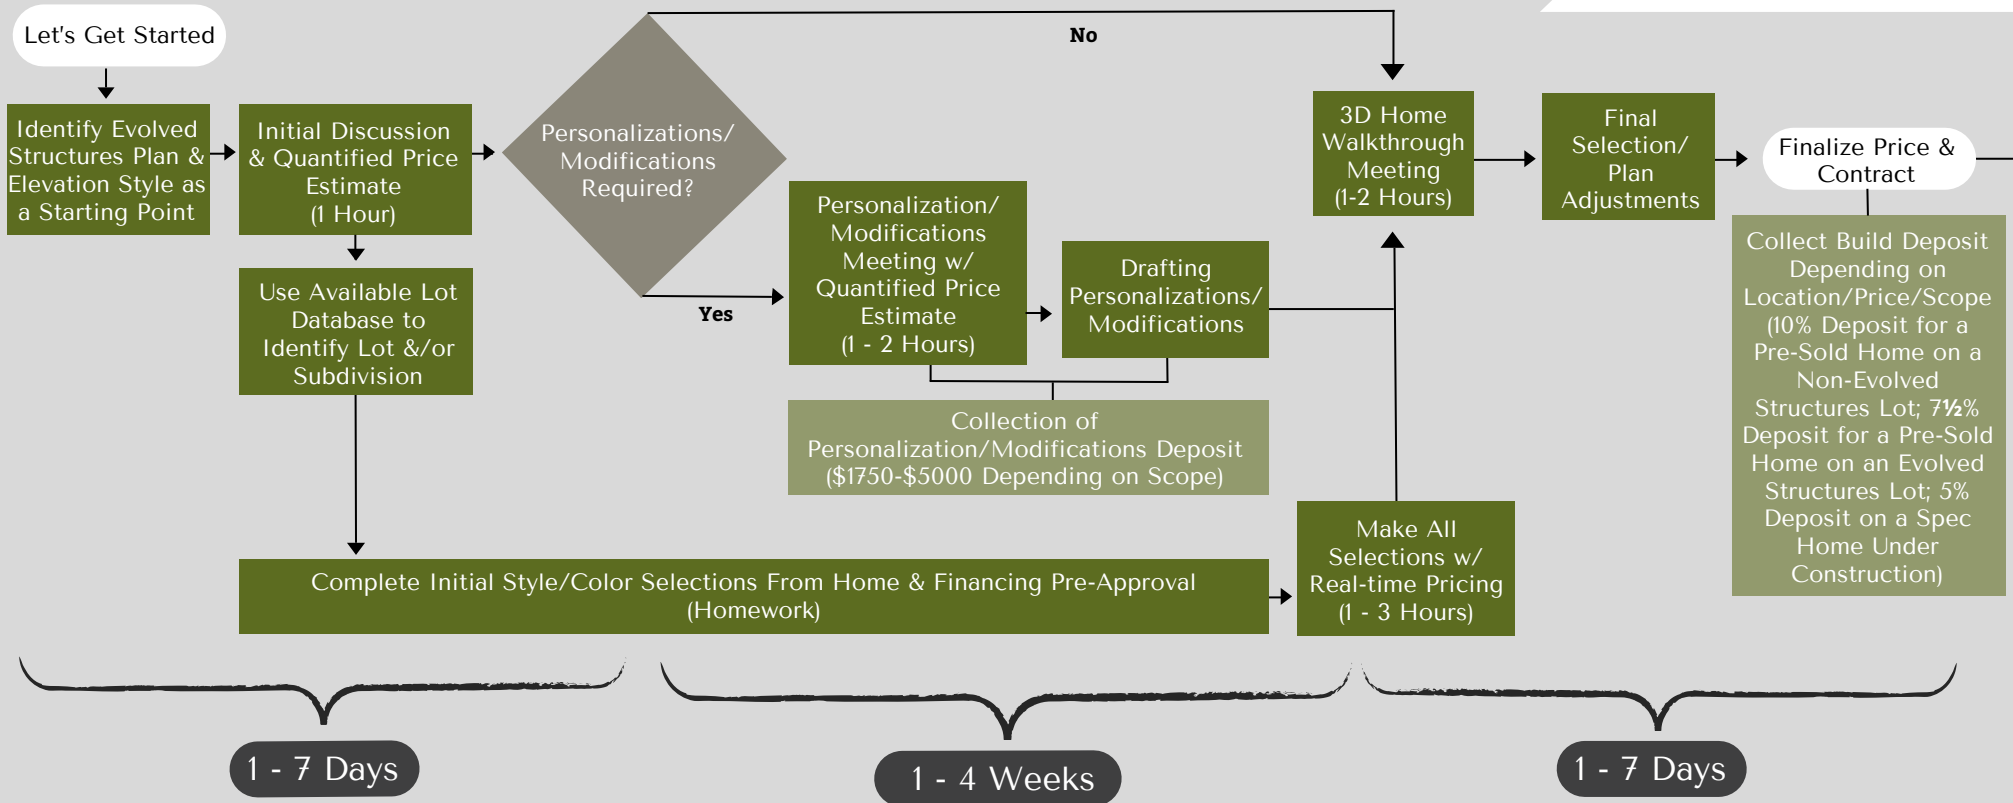 Let's Get Started
Identify Evolved
Structures Plan &
Elevation Style as
a Starting Point
Initial Discussion
& Quantified Price
Estimate
(1 Hour)
Use Available Lot
Database to
Identify Lot &/or
Subdivision
Personalizations/
Modifications
Required?
No
Yes
Personalization/
Modifications
Meeting w/
Quantified Price
Estimate
(1 - 2 Hours)
Drafting
Personalizations/
Modifications
Collection of
Personalization/Modifications Deposit
($1750-$5000 Depending on Scope)
Complete Initial Style/Color Selections From Home & Financing Pre-Approval
(Homework)
Make All
Selections w/
Real-time Pricing
(1 - 3 Hours)
3D Home
Walkthrough
Meeting
(1-2 Hours)
Final
Selection/
Plan
Adjustments
Finalize Price &
Contract
Collect Build Deposit
Depending on
Location/Price/Scope
(10% Deposit for a
Pre-Sold Home on a
Non-Evolved
Structures Lot; 7½%
Deposit for a Pre-Sold
Home on an Evolved
Structures Lot; 5%
Deposit on a Spec
Home Under
Construction)
1 - 7 Days
1 - 4 Weeks
1 - 7 Days